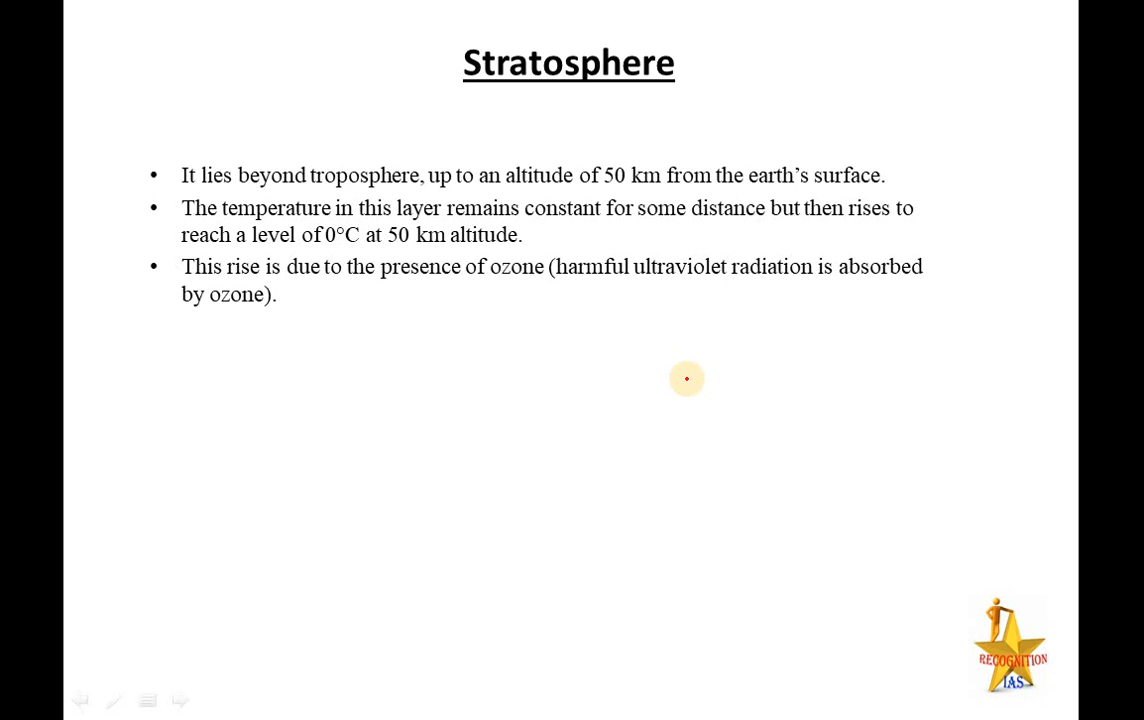 Stratosphere
• It lies beyond troposphere, up to an altitude of 50 km from the earth’s surface.
• The temperature in this layer remains constant for some distance but then rises to
reach a level of 0°C at 50 km altitude.
• This rise is due to the presence of ozone (harmful ultraviolet radiation is absorbed
by ozone).
RECOGNITION
IAS